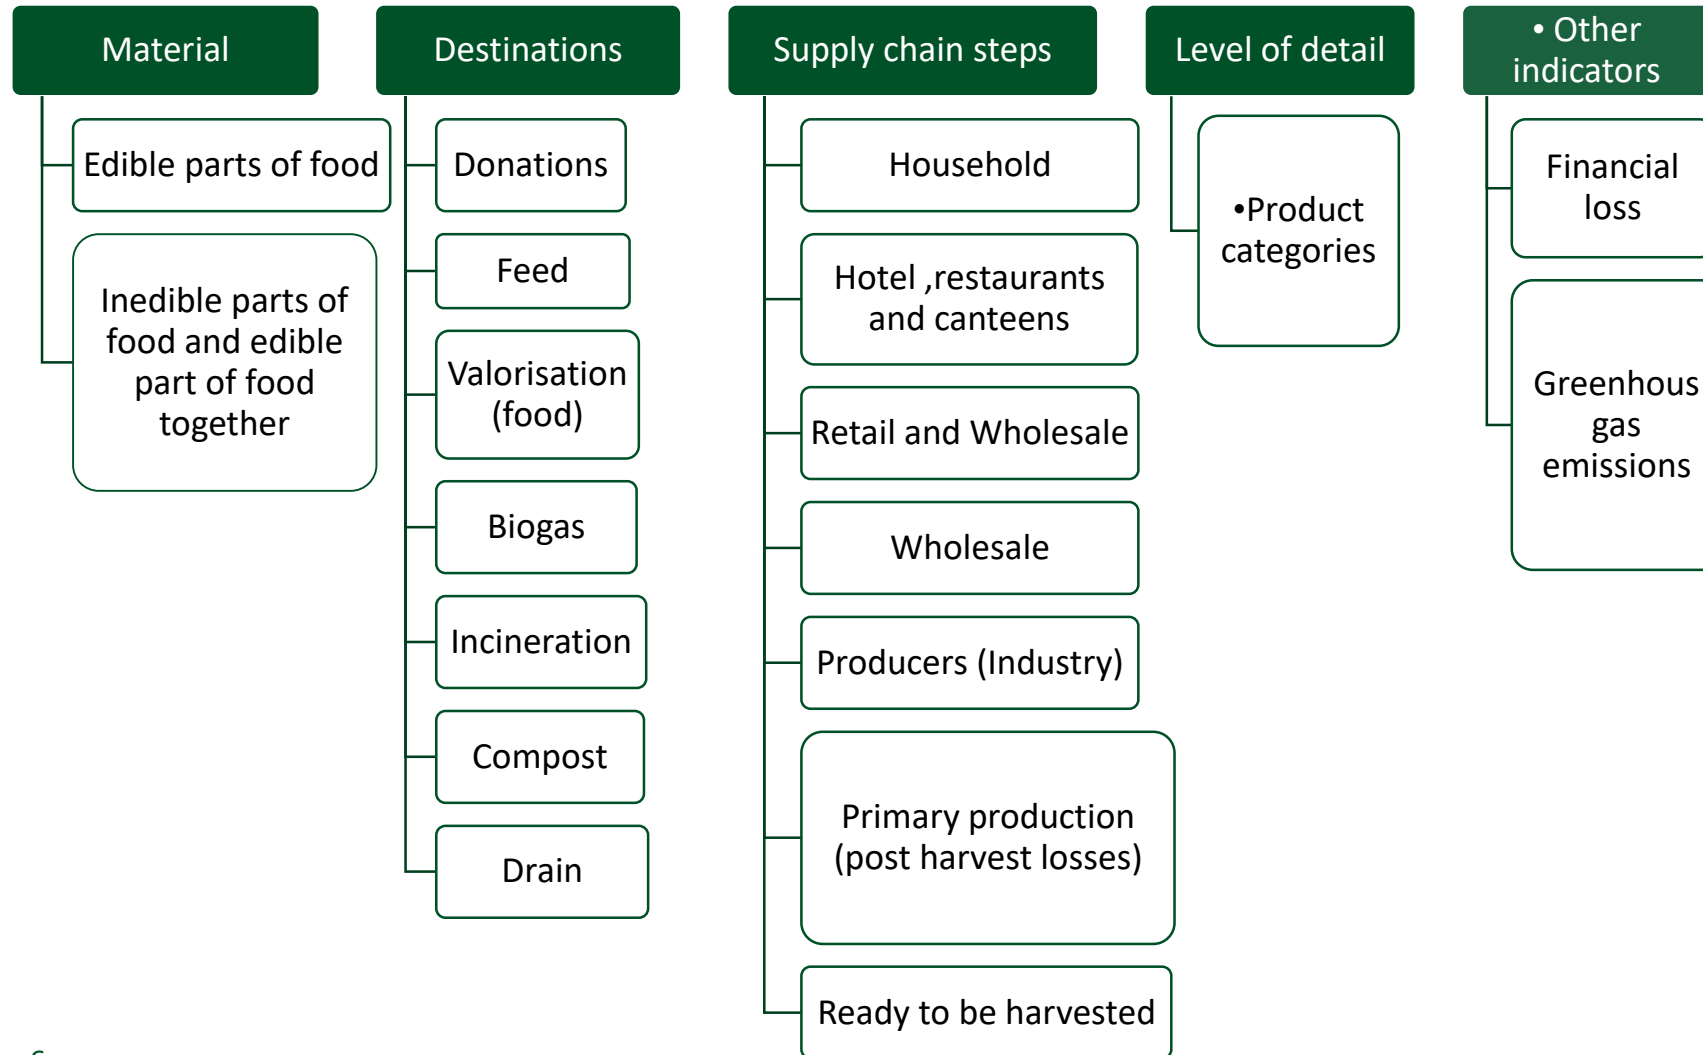 Material
Edible parts of food
Inedible parts of
food and edible
part of food
together
Destinations
Donations
Feed
Valorisation
(food)
Biogas
Incineration
Compost
Drain
Supply chain steps
Household
Hotel ,restaurants
and canteens
Retail and Wholesale
Wholesale
Producers (Industry)
Primary production
(post harvest losses)
Ready to be harvested
Level of detail
•Product
categories
• Other
indicators
Financial
loss
Greenhous
gas
emissions